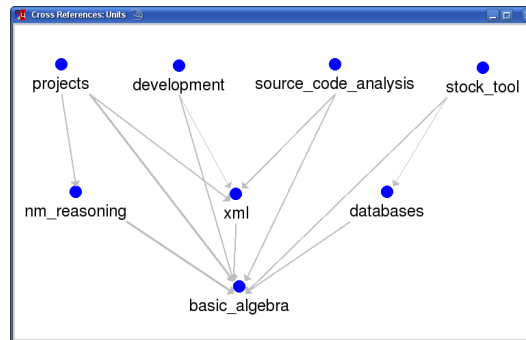 Cross References: Units
projects
development
source_code_analysis
stock_tool
nm_reasoning
xml
databases
basic_algebra